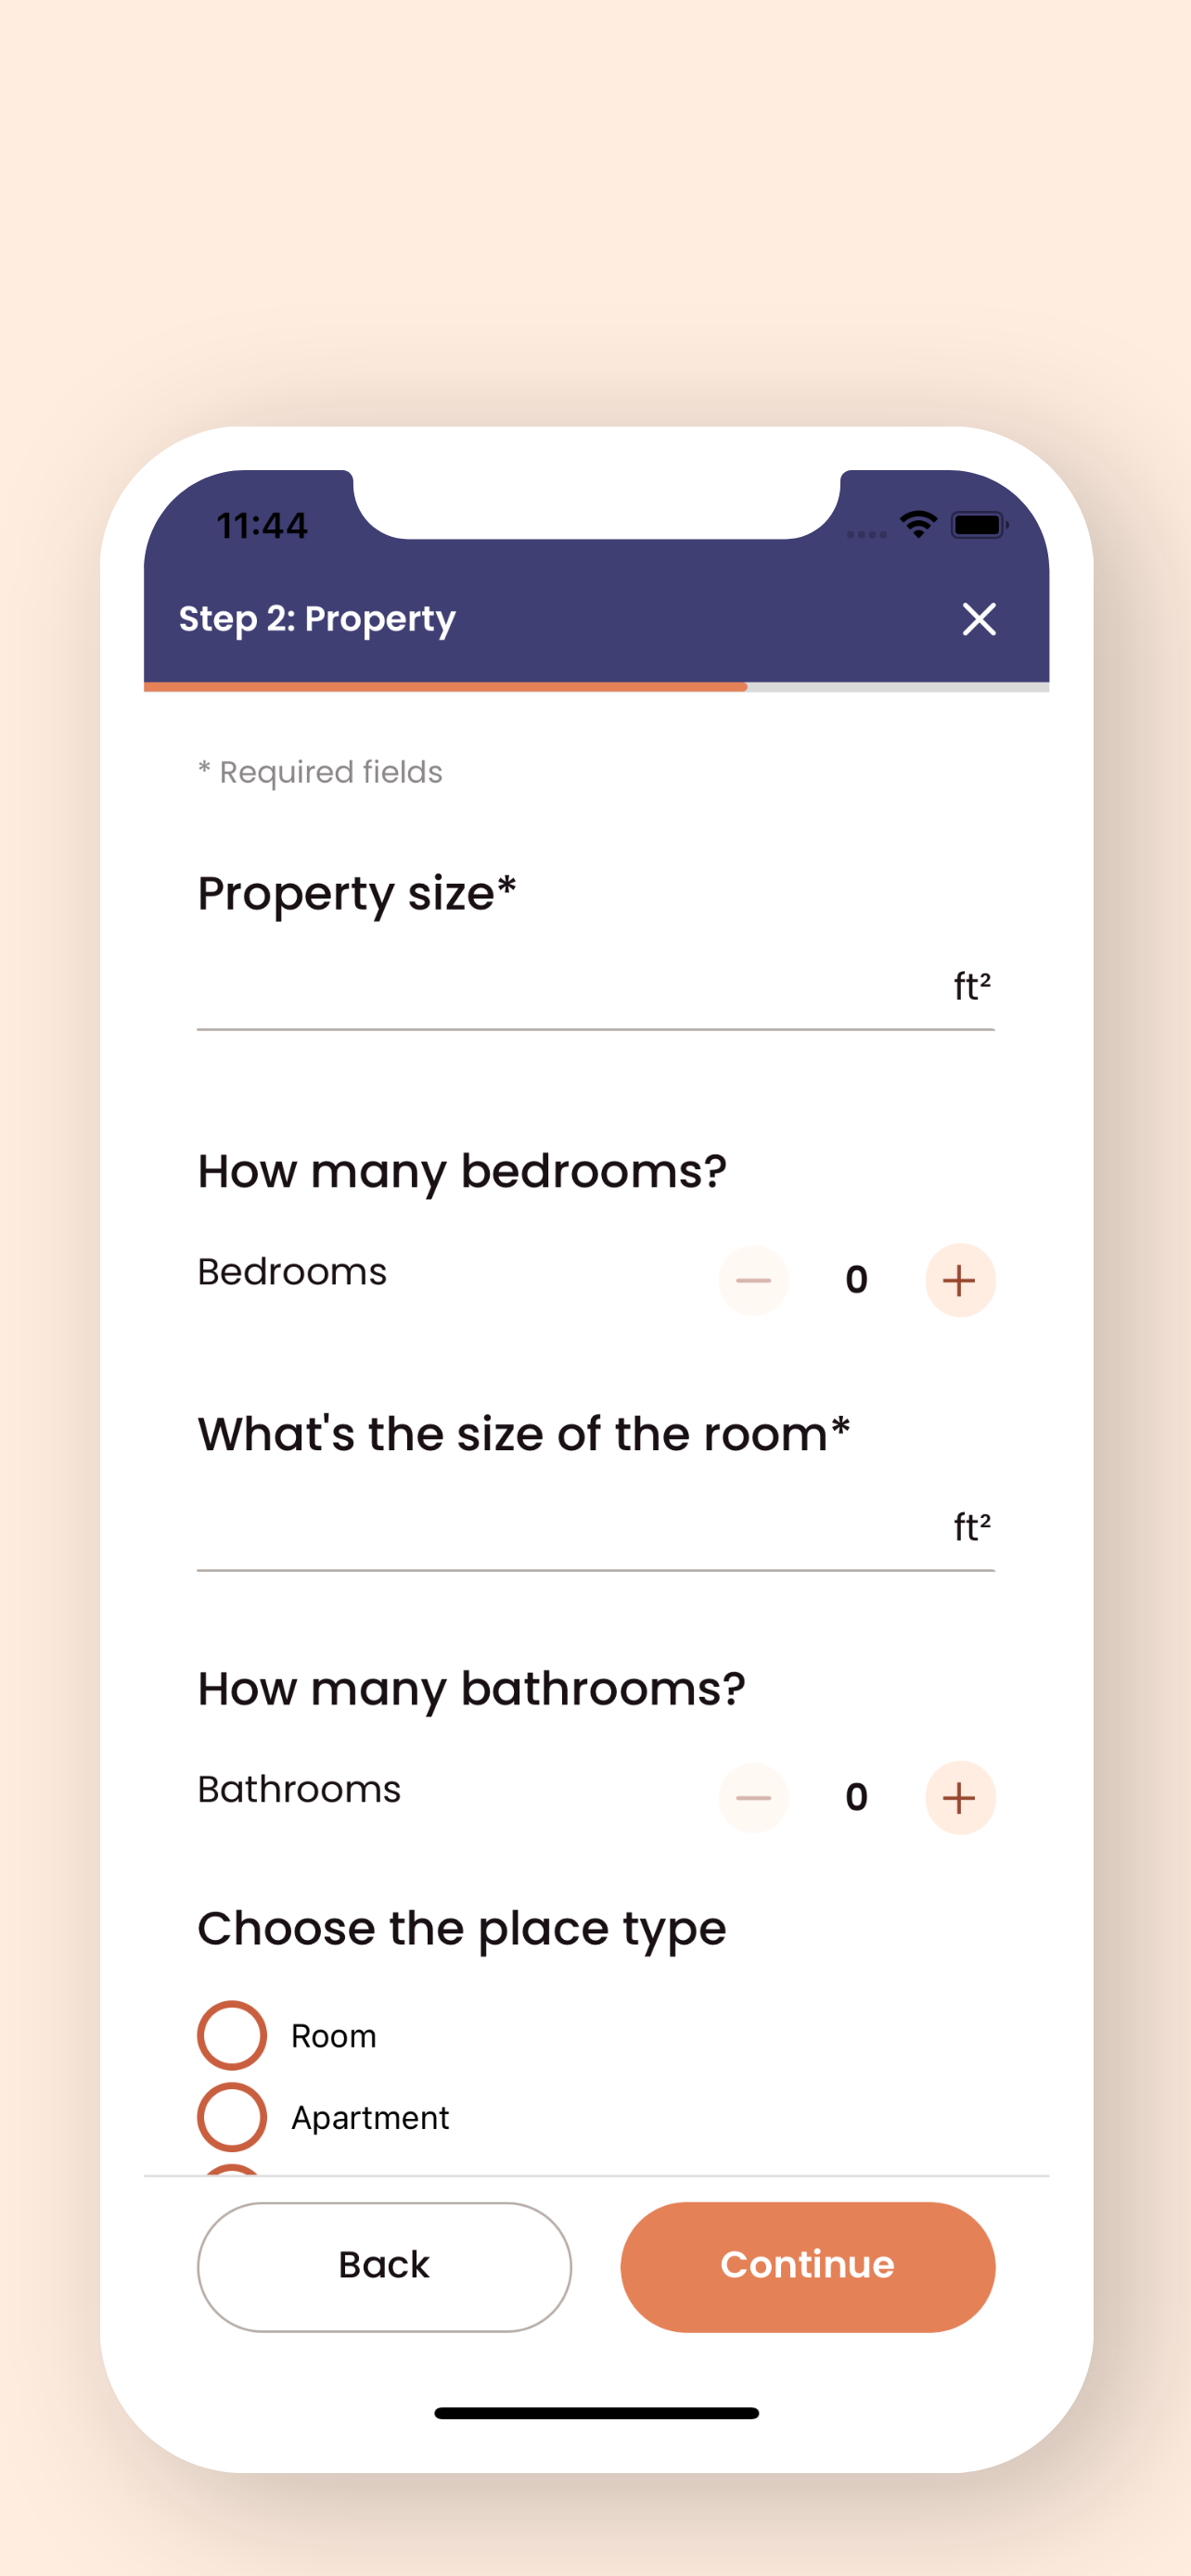 11:44
Step 2: Property
* Required fields
Property size*
ft²
How many bedrooms?
Bedrooms 0
What's the size of the room*
ft²
How many bathrooms?
Bathrooms 0
Choose the place type
Room
Apartment
Back Continue